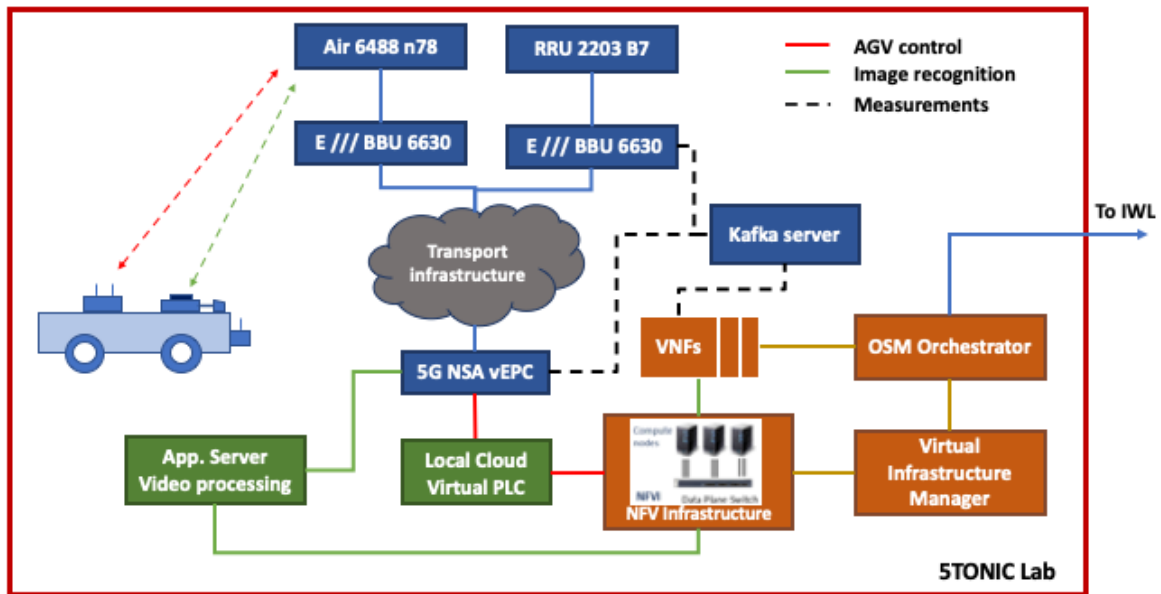 Air 6488 n78
RRU 2203 B7
AGV control
Image recognition
Measurements
E /// BBU 6630
E /// BBU 6630
To IWL
Kafka server
Transport
infrastructure
VNFs
OSM Orchestrator
5G NSA vEPC
Compute
nodes
App. Server
Video processing
Local Cloud
Virtual PLC
Virtual
Infrastructure
Manager
NFVI
Data Plane Switch
NFV Infrastructure
5TONIC Lab